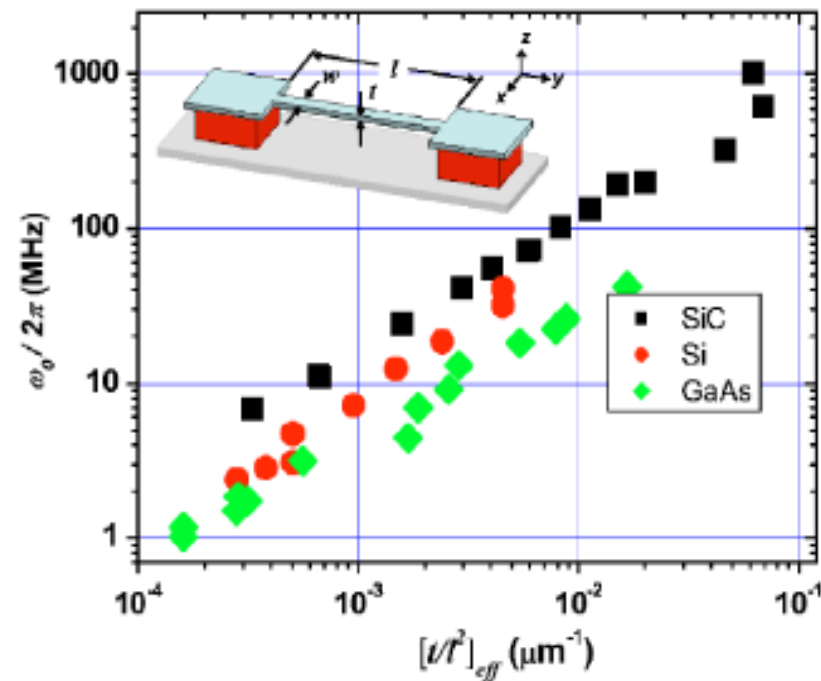 1000
100
10
1
ω₀/ 2π (MHz)
w
l
t
z
y
x
SiC
Si
GaAs
10⁻⁴
10⁻³
10⁻²
10⁻¹
[t/l²]eff (μm⁻¹)